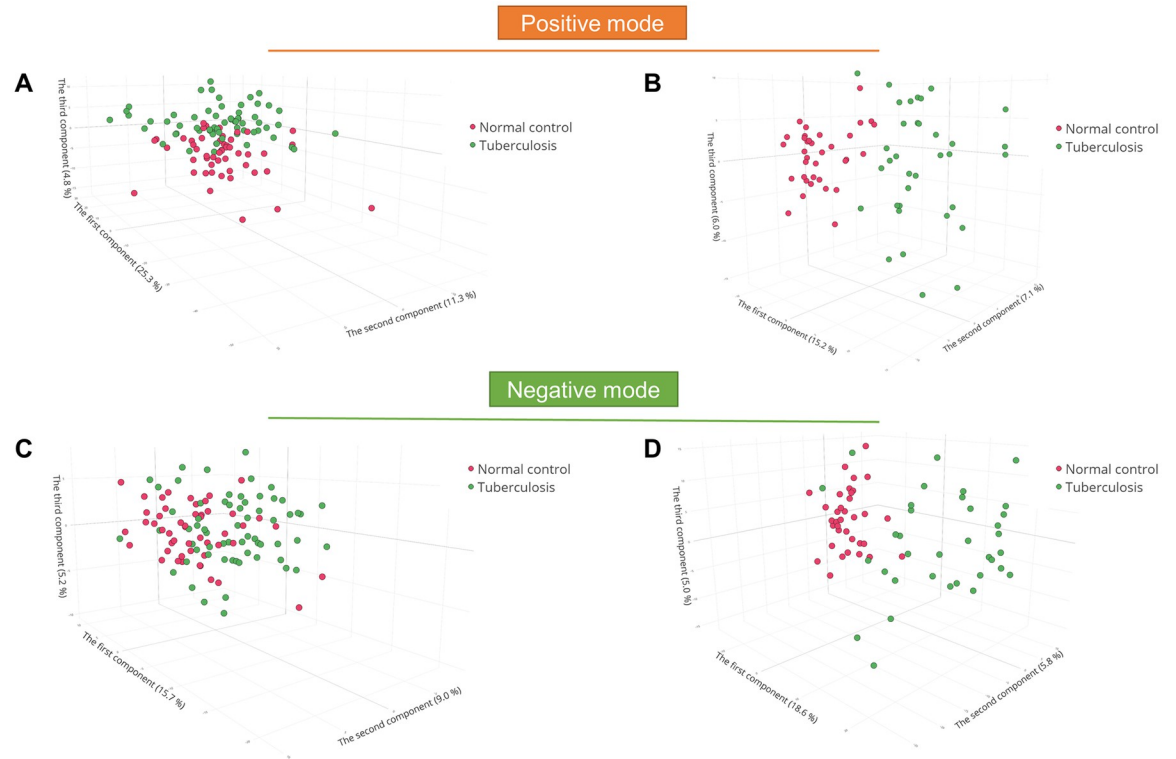 Positive mode
A
The third component (4.8 %)
The first component (25.3 %)
The second component (11.3 %)
Normal control
Tuberculosis
B
The third component (6.0 %)
The first component (15.2 %)
The second component (7.1 %)
Normal control
Tuberculosis
Negative mode
C
The third component (5.2 %)
The first component (15.7 %)
The second component (9.0 %)
Normal control
Tuberculosis
D
The third component (5.0 %)
The first component (18.6 %)
The second component (5.8 %)
Normal control
Tuberculosis